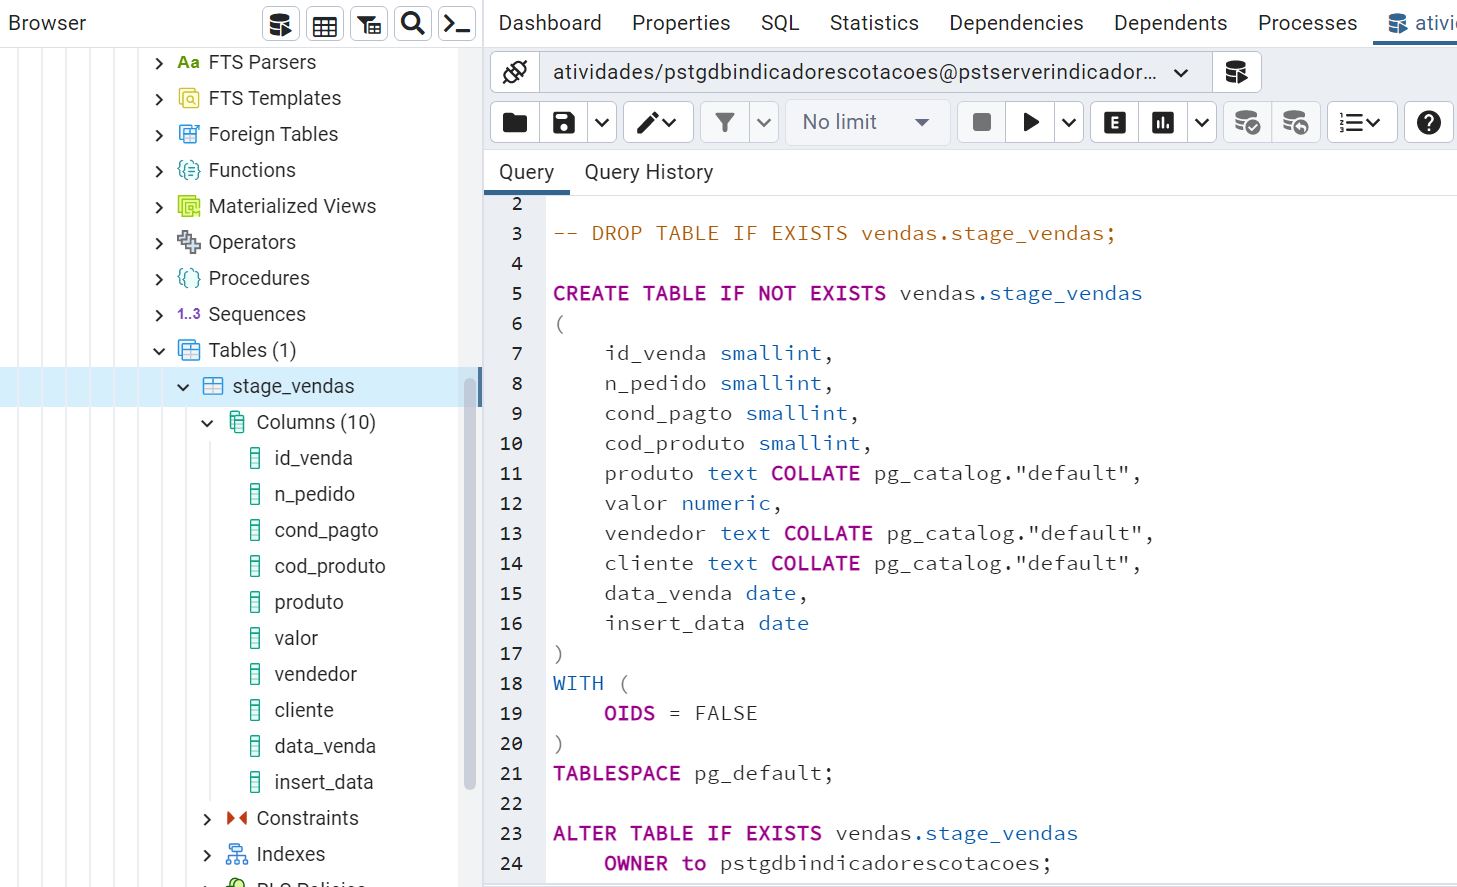 Browser
FTS Parsers
FTS Templates
Foreign Tables
Functions
Materialized Views
Operators
Procedures
1..3 Sequences
Tables (1)
stage_vendas
Columns (10)
id_venda
n_pedido
cond_pagto
cod_produto
produto
valor
vendedor
cliente
data_venda
insert_data
Constraints
Indexes
RLS Policies
Dashboard Properties SQL Statistics Dependencies Dependents Processes ativi
atividades/pstgdbindicadorescotacoes@pstserverindicador...
No limit
Query Query History
2
3 -- DROP TABLE IF EXISTS vendas.stage_vendas;
4
5 CREATE TABLE IF NOT EXISTS vendas.stage_vendas
6 (
7 id_venda smallint,
8 n_pedido smallint,
9 cond_pagto smallint,
10 cod_produto smallint,
11 produto text COLLATE pg_catalog."default",
12 valor numeric,
13 vendedor text COLLATE pg_catalog."default",
14 cliente text COLLATE pg_catalog."default",
15 data_venda date,
16 insert_data date
17 )
18 WITH (
19 OIDS = FALSE
20 )
21 TABLESPACE pg_default;
22
23 ALTER TABLE IF EXISTS vendas.stage_vendas
24 OWNER to pstgdbindicadorescotacoes;